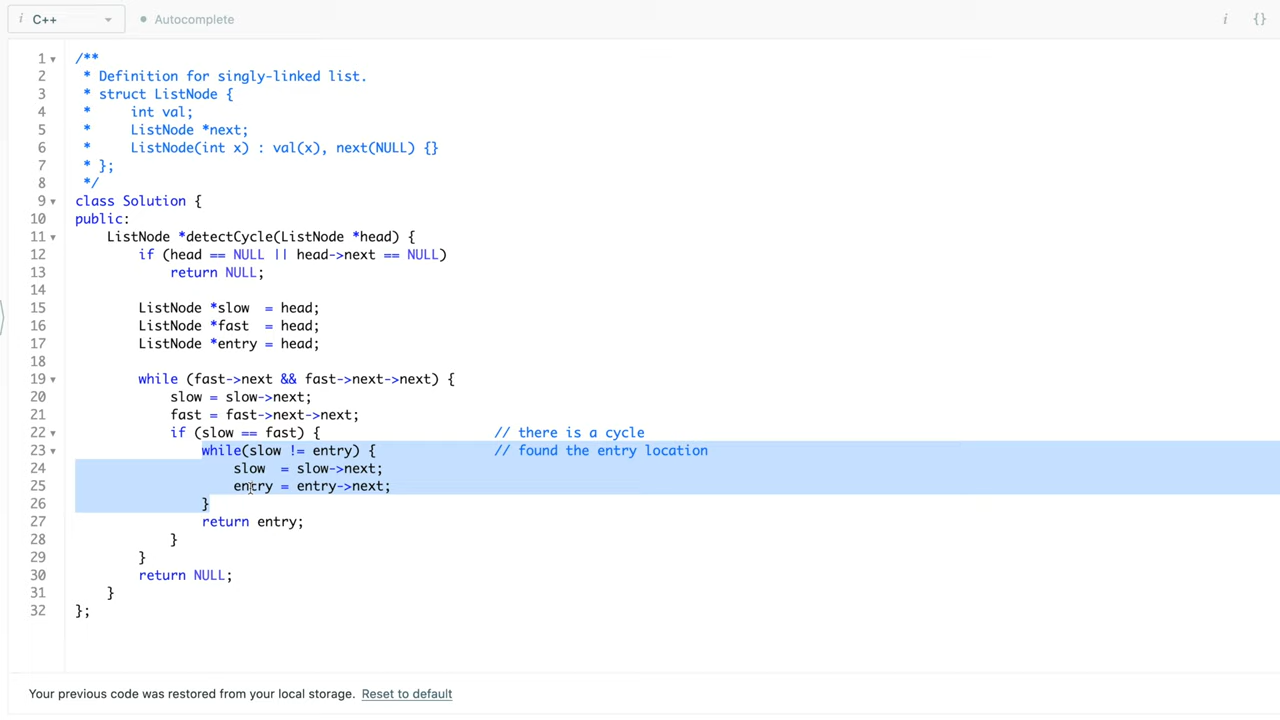 i C++ Autocomplete i {}
1 /**
2  * Definition for singly-linked list.
3  * struct ListNode {
4  *     int val;
5  *     ListNode *next;
6  *     ListNode(int x) : val(x), next(NULL) {}
7  * };
8  */
9 class Solution {
10 public:
11     ListNode *detectCycle(ListNode *head) {
12         if (head == NULL || head->next == NULL)
13             return NULL;
14
15         ListNode *slow  = head;
16         ListNode *fast  = head;
17         ListNode *entry = head;
18
19         while (fast->next && fast->next->next) {
20             slow = slow->next;
21             fast = fast->next->next;
22             if (slow == fast) {                      // there is a cycle
23                 while(slow != entry) {               // found the entry location
24                     slow  = slow->next;
25                     entry = entry->next;
26                 }
27                 return entry;
28             }
29         }
30         return NULL;
31     }
32 };
Your previous code was restored from your local storage. Reset to default